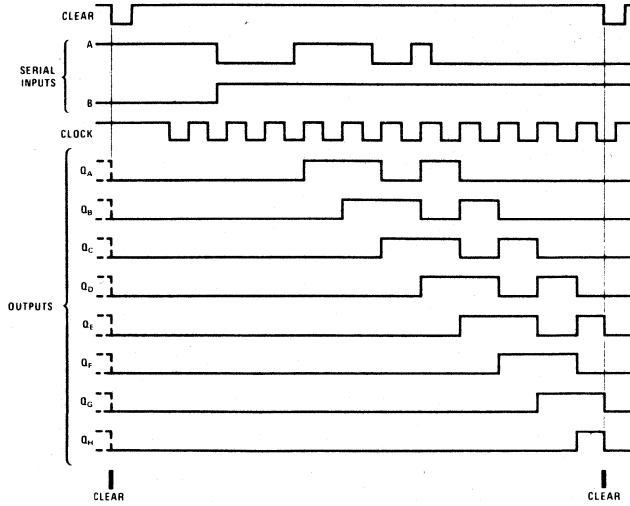 CLEAR
A
SERIAL
INPUTS
B
CLOCK
QA
QB
QC
QD
OUTPUTS
QE
QF
QG
QH
CLEAR CLEAR